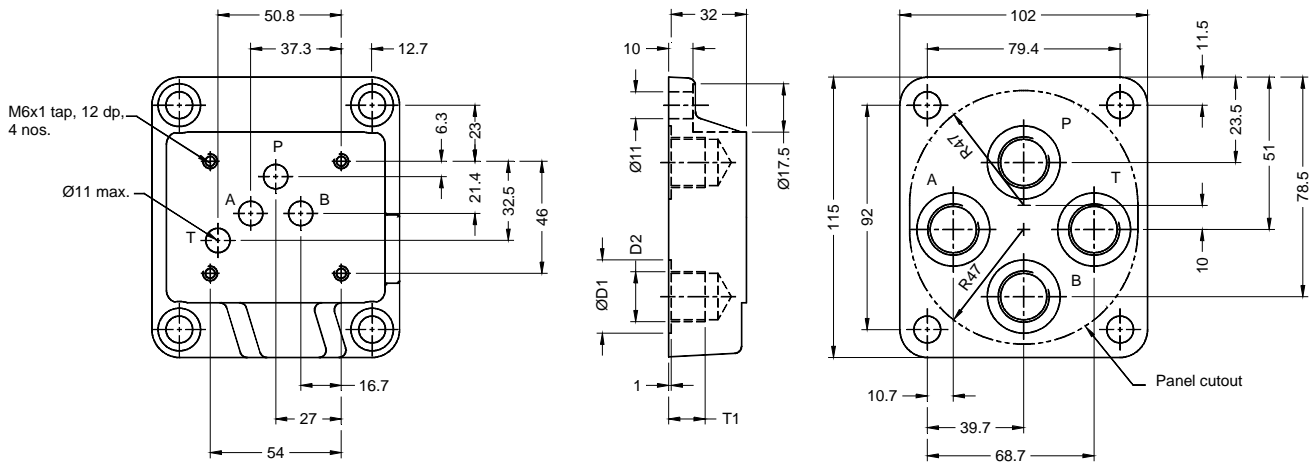 50.8
37.3
12.7
M6x1 tap, 12 dp,
4 nos.
Ø11 max.
P
A
B
T
6.3
23
21.4
32.5
46
16.7
27
54
32
10
Ø11
Ø17.5
D2
ØD1
1
T1
102
79.4
11.5
P
R47
A
T
23.5
51
78.5
115
92
R47
B
10
Panel cutout
10.7
39.7
68.7